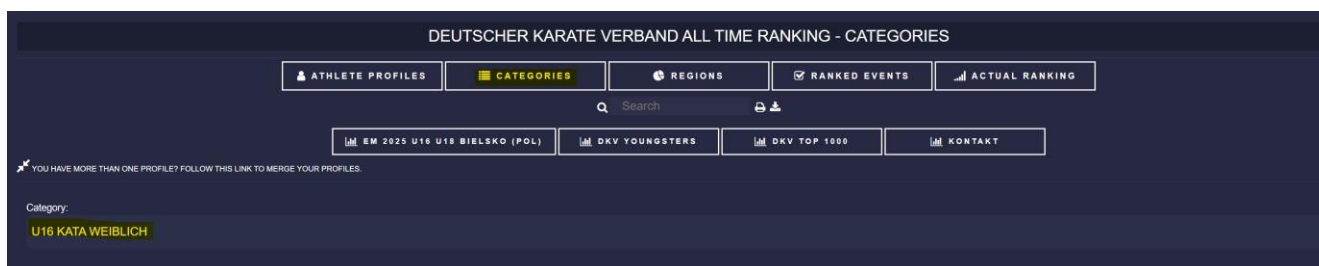 DEUTSCHER KARATE VERBAND ALL TIME RANKING - CATEGORIES
ATHLETE PROFILES CATEGORIES REGIONS RANKED EVENTS ACTUAL RANKING
Search
EM 2025 U16 U18 BIELSKO (POL) DKV YOUNGSTERS DKV TOP 1000 KONTAKT
YOU HAVE MORE THAN ONE PROFILE? FOLLOW THIS LINK TO MERGE YOUR PROFILES.
Category:
U16 KATA WEIBLICH